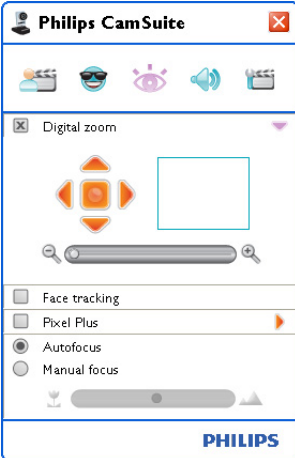 Philips CamSuite
Digital zoom
Face tracking
Pixel Plus
Autofocus
Manual focus
PHILIPS